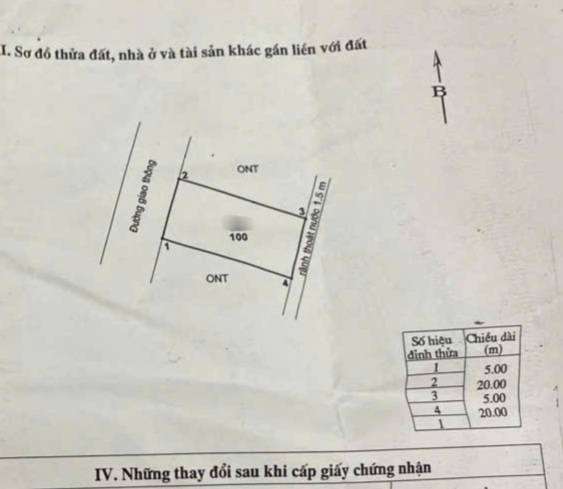 I. Sơ đồ thửa đất, nhà ở và tài sản khác gắn liền với đất
B
Đường giao thông
2
ONT
3
rãnh thoát nước 1.5 m
100
1
ONT
4
Số hiệu đỉnh thửa Chiều dài (m)
1
5.00
2
20.00
3
5.00
4
20.00
1
IV. Những thay đổi sau khi cấp giấy chứng nhận